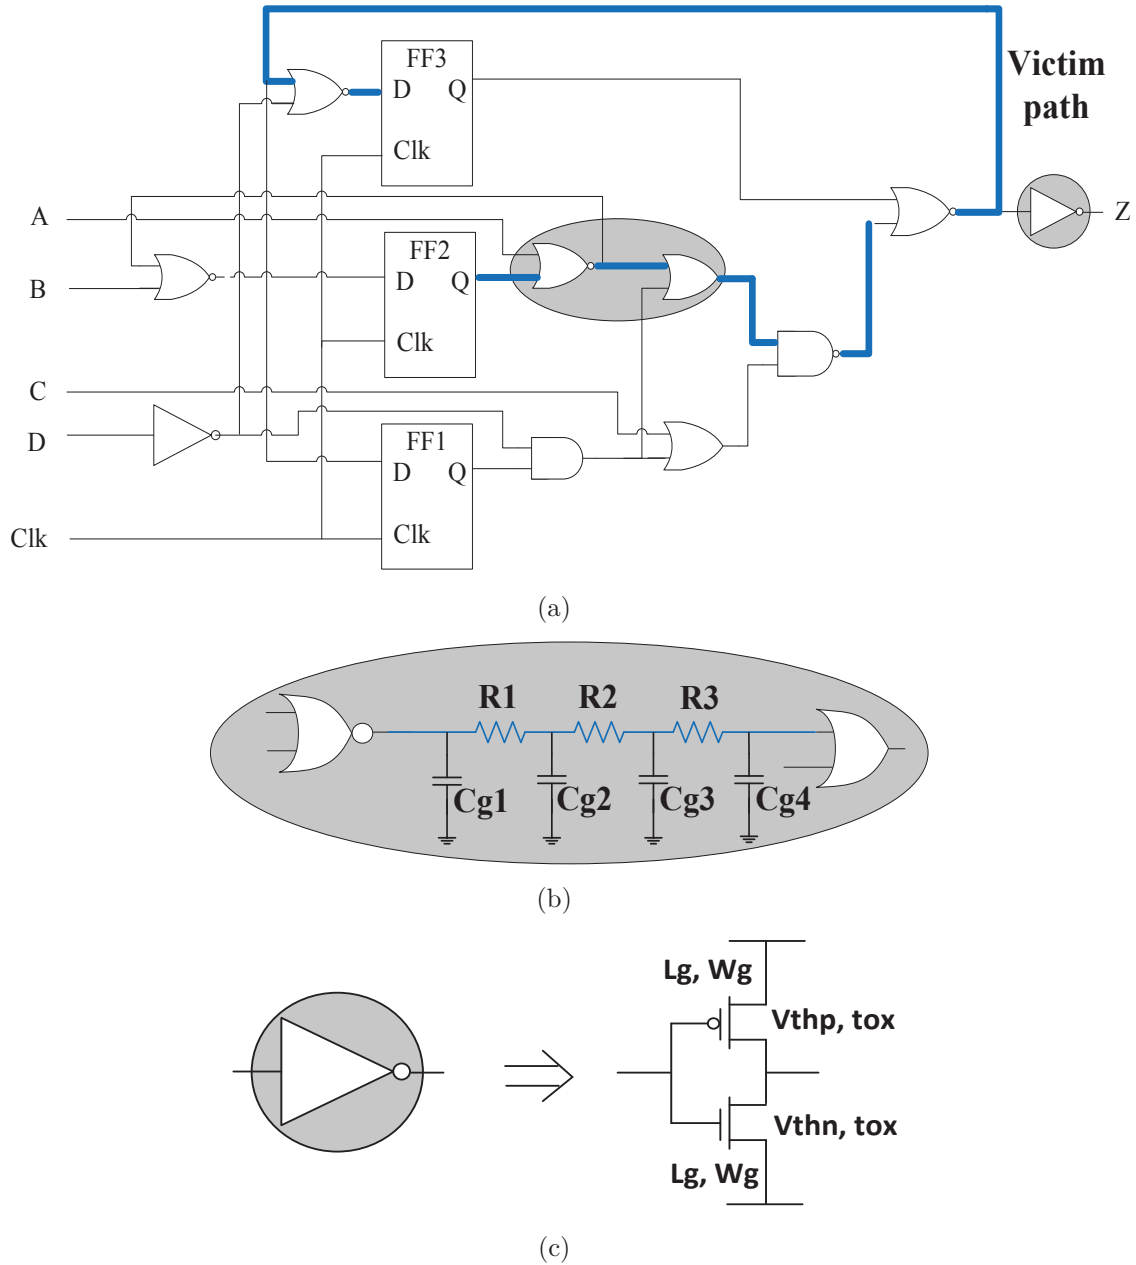 FF3
D Q
Clk
Victim
path
A
Z
FF2
D Q
B
Clk
C
D
FF1
D Q
Clk
Clk
(a)
R1 R2 R3
Cg1 Cg2 Cg3 Cg4
(b)
Lg, Wg
Vthp, tox
Vthn, tox
Lg, Wg
(c)